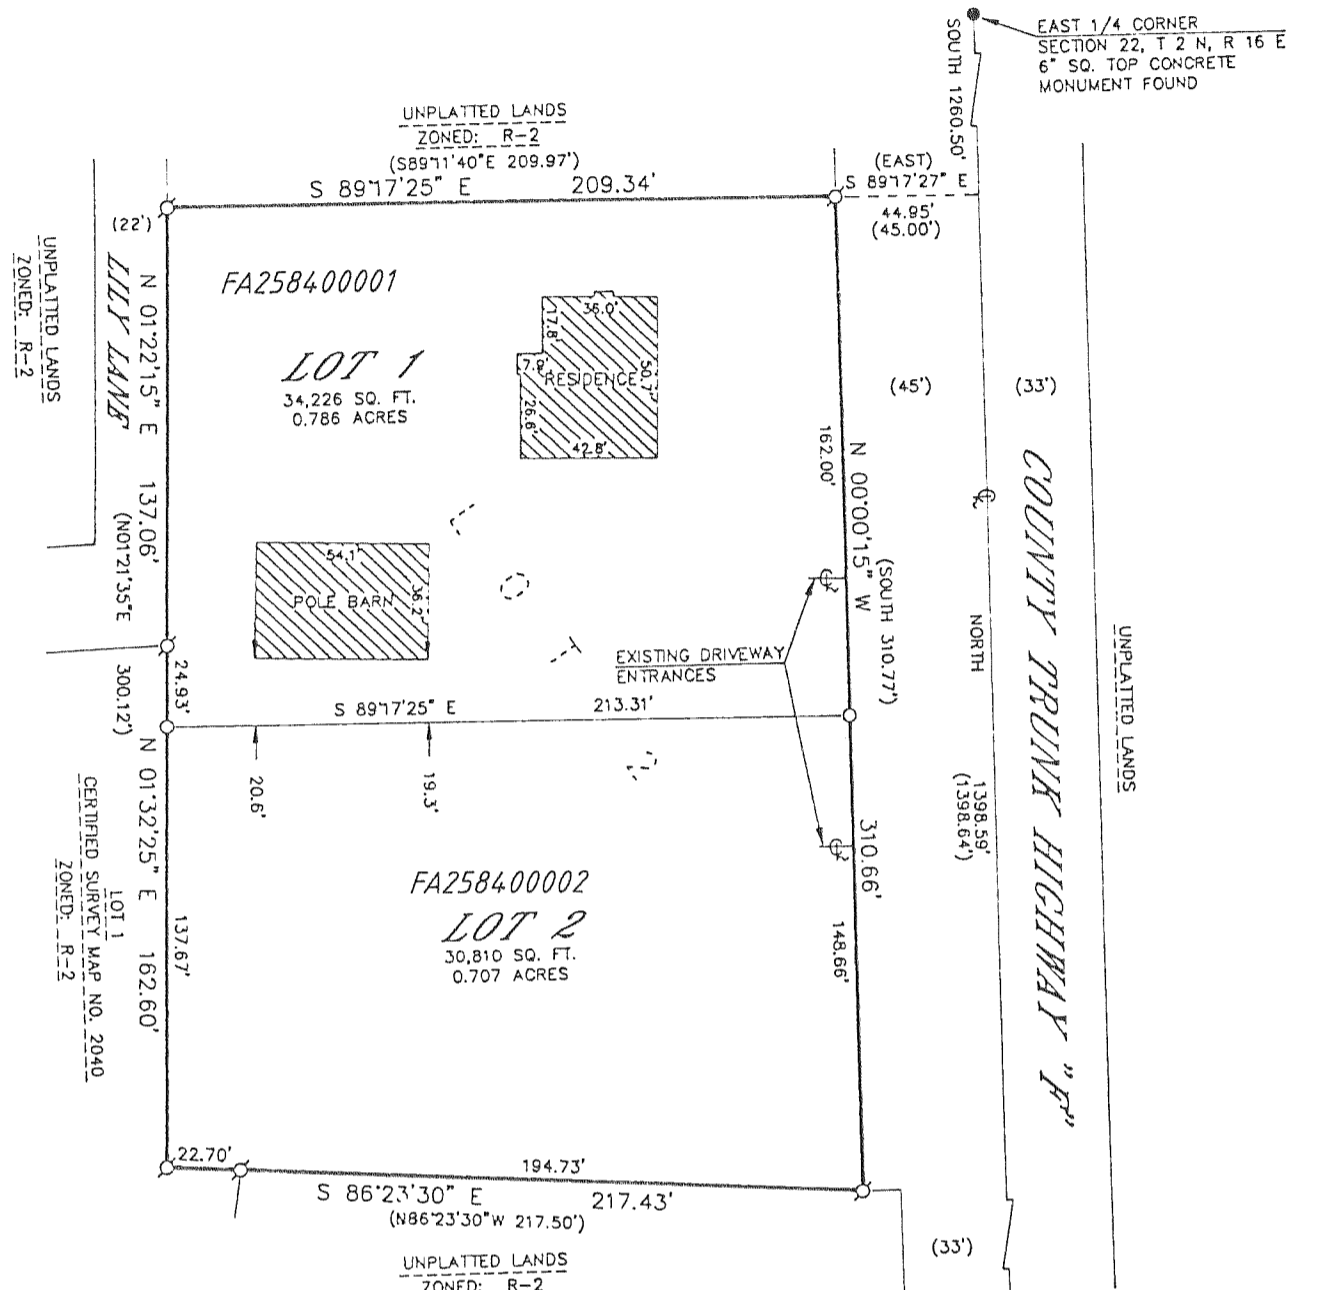 EAST 1/4 CORNER
SECTION 22, T 2 N, R 16 E
6" SQ. TOP CONCRETE
MONUMENT FOUND
SOUTH 1260.50'
UNPLATTED LANDS
ZONED: R-2
(S89°11'40"E 209.97')
S 89°17'25" E 209.34'
(EAST)
S 89°17'27" E
44.95'
(45.00')
(22')
LILY LANE
UNPLATTED LANDS
ZONED: R-2
N 01°22'15" E 137.06'
(N01°21'35"E 300.12')
FA258400001
LOT 1
34,226 SQ. FT.
0.786 ACRES
36.0'
17.8'
7.9'
RESIDENCE
50.7'
26.6'
42.8'
(45')
(33')
162.00'
N 00°00'15" W 310.66'
(SOUTH 310.77')
COUNTY TRUNK HIGHWAY "F"
NORTH 1398.59'
(1398.64')
UNPLATTED LANDS
54.1'
POLE BARN
36.2'
LOT 2
EXISTING DRIVEWAY
ENTRANCES
24.93'
S 89°17'25" E 213.31'
20.6'
19.3'
N 01°32'25" E 162.60'
137.67'
LOT 1
CERTIFIED SURVEY MAP NO. 2040
ZONED: R-2
FA258400002
LOT 2
30,810 SQ. FT.
0.707 ACRES
148.66'
22.70'
194.73'
S 86°23'30" E 217.43'
(N86°23'30"W 217.50')
(33')
UNPLATTED LANDS
ZONED: R-2